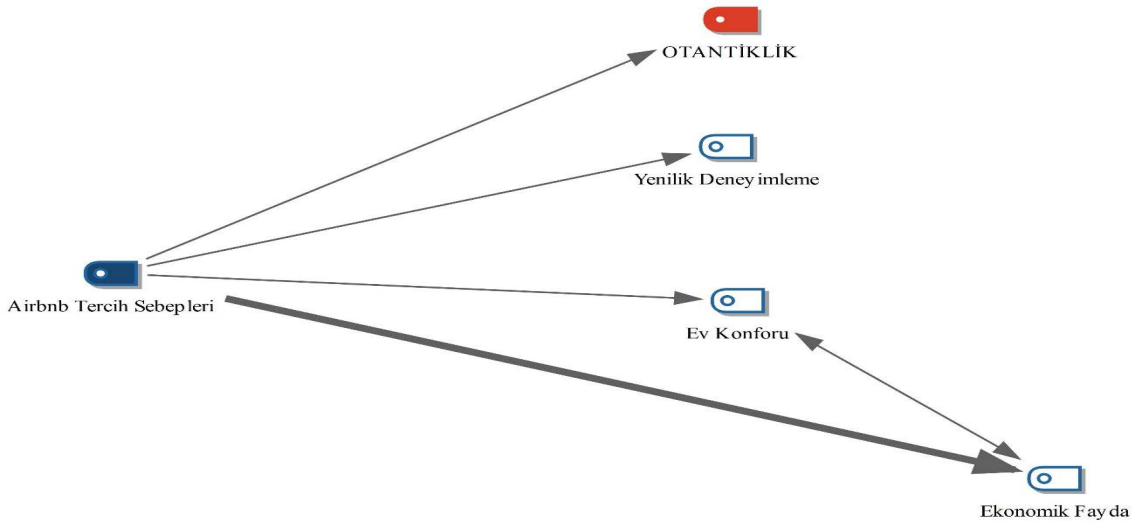 OTANTİKLİK
Yenilik Deneyimleme
Airbnb Tercih Sebepleri
Ev Konforu
Ekonomik Fayda